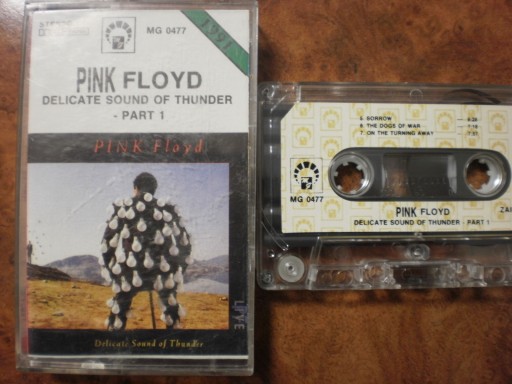 MG 0477
1991
PINK FLOYD
DELICATE SOUND OF THUNDER
- PART 1
PINK Floyd
LIVE
Delicate Sound of Thunder
5. SORROW
6. THE DOGS OF WAR
7. ON THE TURNING AWAY
MG 0477
PINK FLOYD
DELICATE SOUND OF THUNDER - PART 1